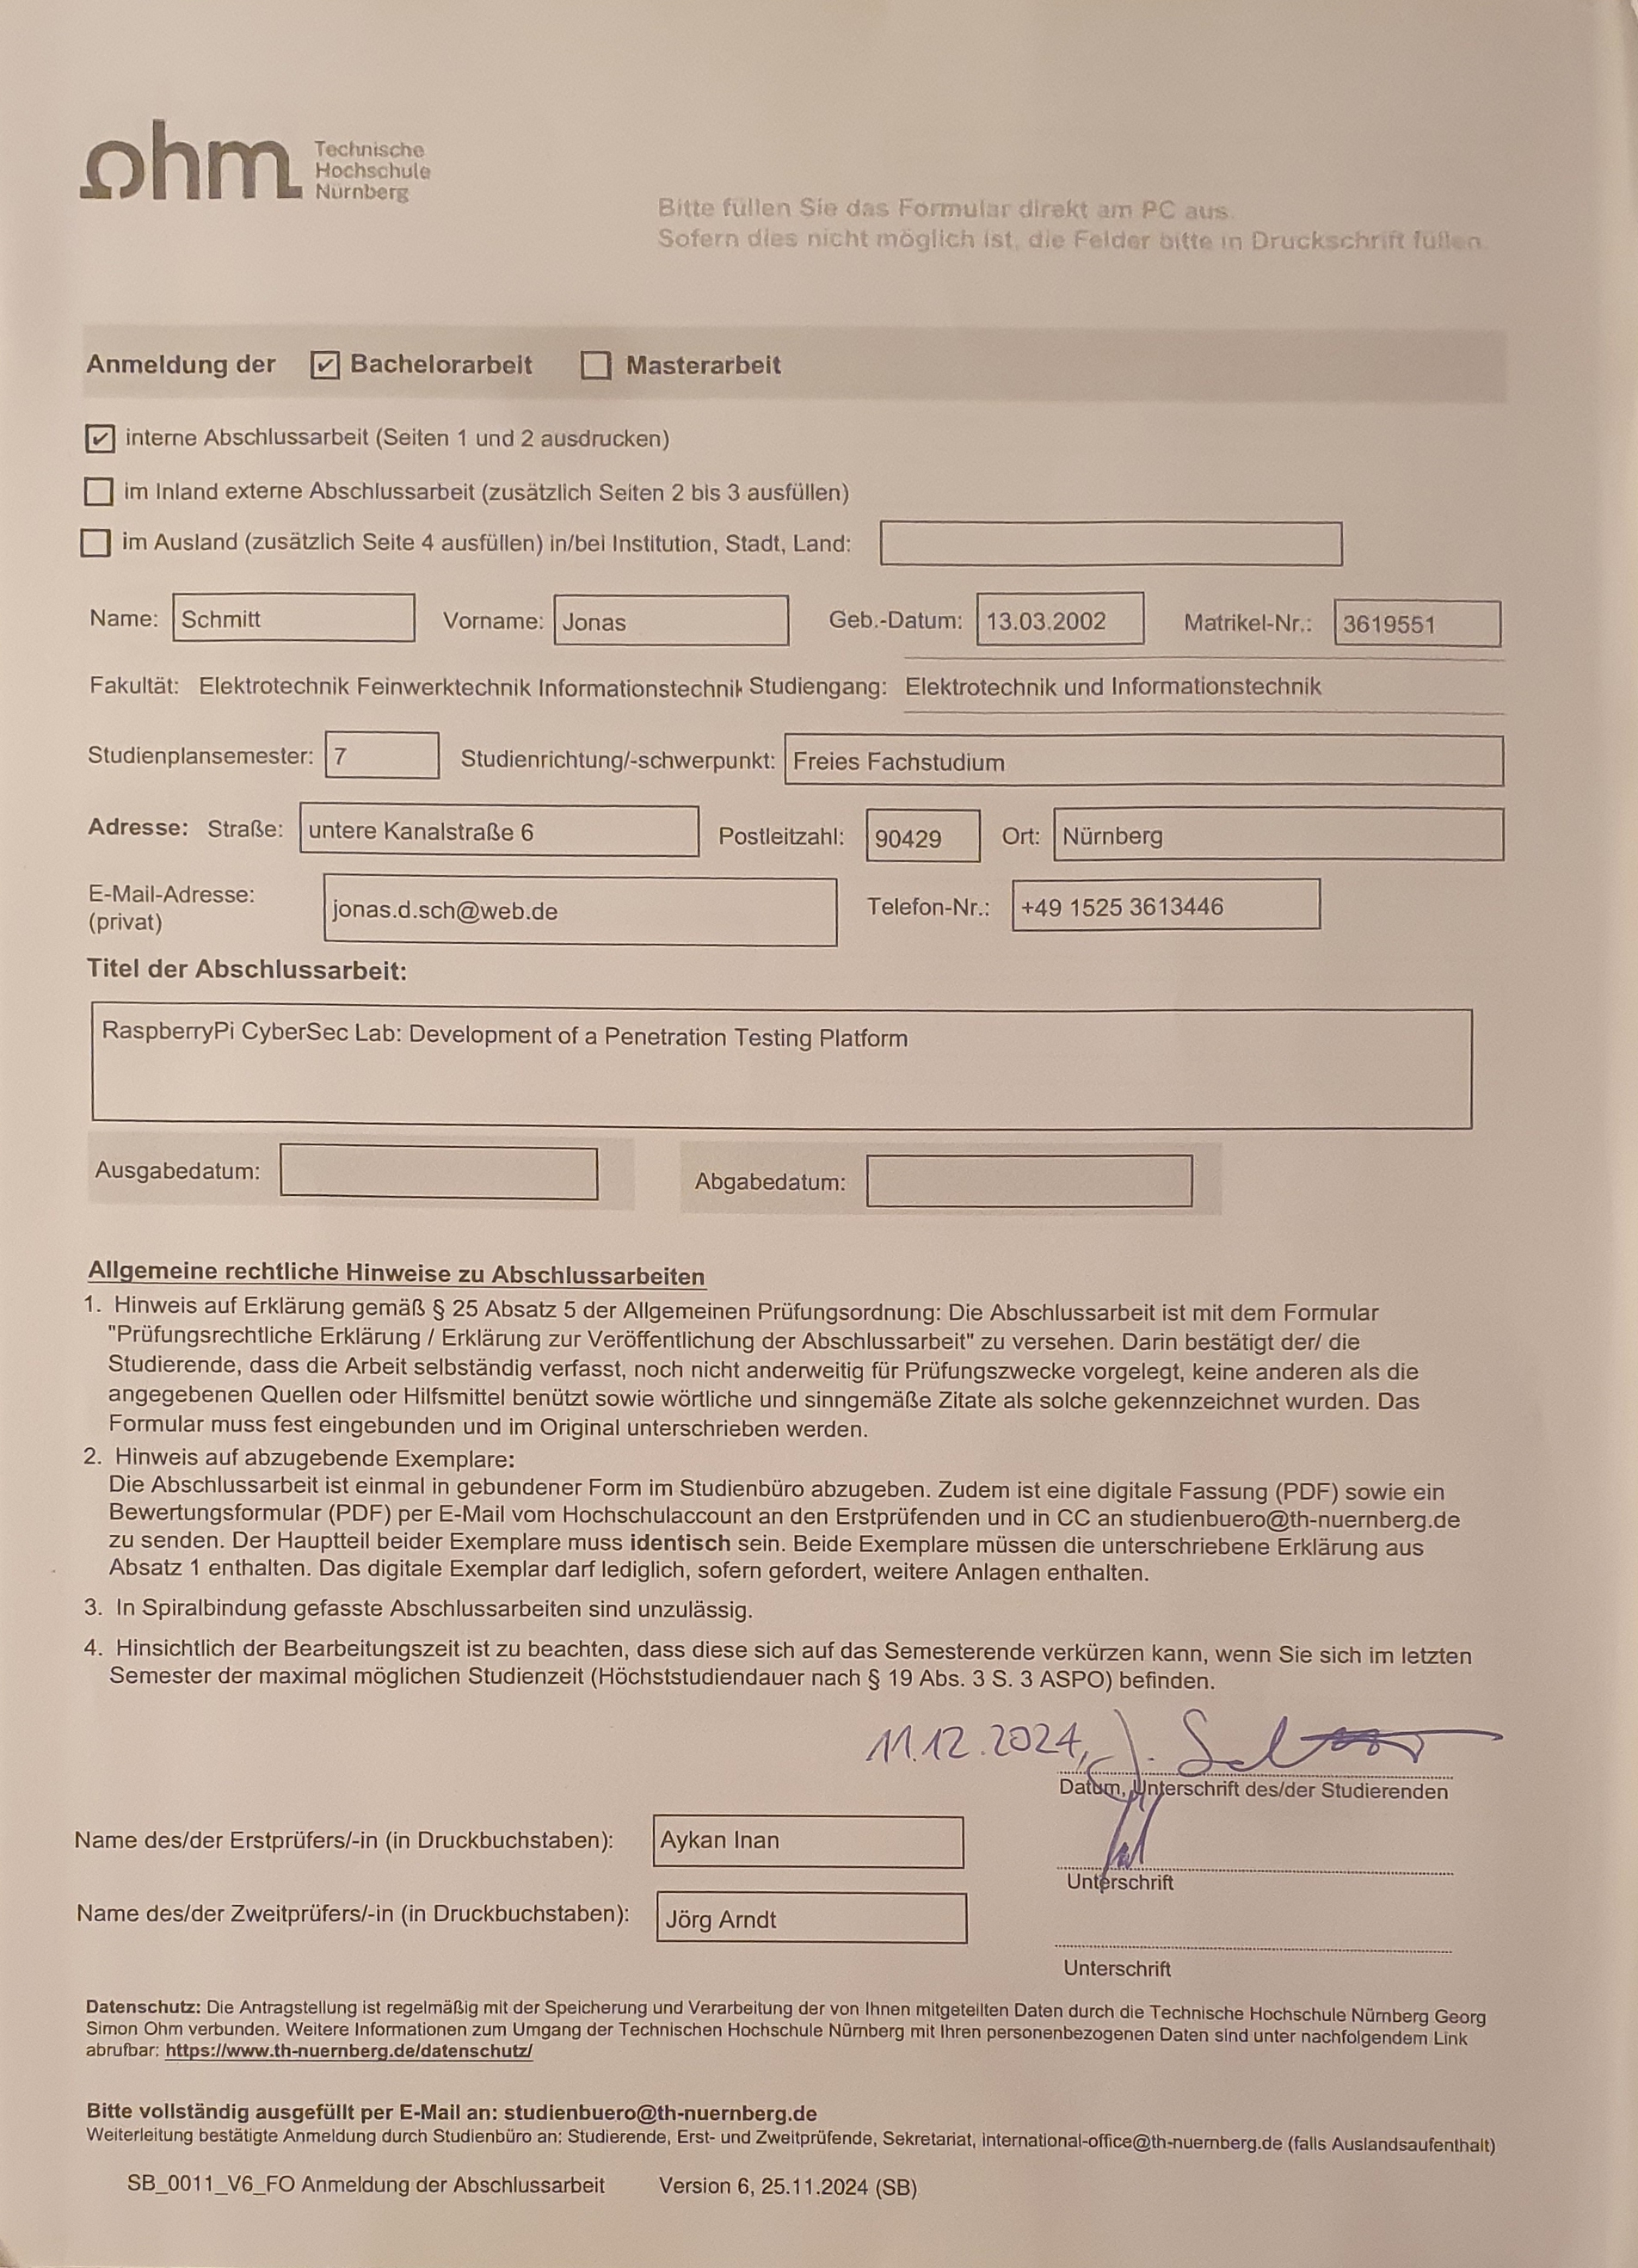 ohm Technische
Hochschule
Nürnberg
Bitte füllen Sie das Formular direkt am PC aus.
Sofern dies nicht möglich ist, die Felder bitte in Druckschrift füllen.
Anmeldung der ✓ Bachelorarbeit Masterarbeit
✓ interne Abschlussarbeit (Seiten 1 und 2 ausdrucken)
im Inland externe Abschlussarbeit (zusätzlich Seiten 2 bis 3 ausfüllen)
im Ausland (zusätzlich Seite 4 ausfüllen) in/bei Institution, Stadt, Land:
Name: Schmitt Vorname: Jonas Geb.-Datum: 13.03.2002 Matrikel-Nr.: 3619551
Fakultät: Elektrotechnik Feinwerktechnik Informationstechnik Studiengang: Elektrotechnik und Informationstechnik
Studienplansemester: 7 Studienrichtung/-schwerpunkt: Freies Fachstudium
Adresse: Straße: untere Kanalstraße 6 Postleitzahl: 90429 Ort: Nürnberg
E-Mail-Adresse: jonas.d.sch@web.de Telefon-Nr.: +49 1525 3613446
(privat)
Titel der Abschlussarbeit:
RaspberryPi CyberSec Lab: Development of a Penetration Testing Platform
Ausgabedatum: Abgabedatum:
Allgemeine rechtliche Hinweise zu Abschlussarbeiten
1. Hinweis auf Erklärung gemäß § 25 Absatz 5 der Allgemeinen Prüfungsordnung: Die Abschlussarbeit ist mit dem Formular
"Prüfungsrechtliche Erklärung / Erklärung zur Veröffentlichung der Abschlussarbeit" zu versehen. Darin bestätigt der/ die
Studierende, dass die Arbeit selbständig verfasst, noch nicht anderweitig für Prüfungszwecke vorgelegt, keine anderen als die
angegebenen Quellen oder Hilfsmittel benützt sowie wörtliche und sinngemäße Zitate als solche gekennzeichnet wurden. Das
Formular muss fest eingebunden und im Original unterschrieben werden.
2. Hinweis auf abzugebende Exemplare:
Die Abschlussarbeit ist einmal in gebundener Form im Studienbüro abzugeben. Zudem ist eine digitale Fassung (PDF) sowie ein
Bewertungsformular (PDF) per E-Mail vom Hochschulaccount an den Erstprüfenden und in CC an studienbuero@th-nuernberg.de
zu senden. Der Hauptteil beider Exemplare muss identisch sein. Beide Exemplare müssen die unterschriebene Erklärung aus
Absatz 1 enthalten. Das digitale Exemplar darf lediglich, sofern gefordert, weitere Anlagen enthalten.
3. In Spiralbindung gefasste Abschlussarbeiten sind unzulässig.
4. Hinsichtlich der Bearbeitungszeit ist zu beachten, dass diese sich auf das Semesterende verkürzen kann, wenn Sie sich im letzten
Semester der maximal möglichen Studienzeit (Höchststudiendauer nach § 19 Abs. 3 S. 3 ASPO) befinden.
11.12.2024, J.
Datum, Unterschrift des/der Studierenden
Name des/der Erstprüfers/-in (in Druckbuchstaben): Aykan Inan
Unterschrift
Name des/der Zweitprüfers/-in (in Druckbuchstaben): Jörg Arndt
Unterschrift
Datenschutz: Die Antragstellung ist regelmäßig mit der Speicherung und Verarbeitung der von Ihnen mitgeteilten Daten durch die Technische Hochschule Nürnberg Georg
Simon Ohm verbunden. Weitere Informationen zum Umgang der Technischen Hochschule Nürnberg mit Ihren personenbezogenen Daten sind unter nachfolgendem Link
abrufbar: https://www.th-nuernberg.de/datenschutz/
Bitte vollständig ausgefüllt per E-Mail an: studienbuero@th-nuernberg.de
Weiterleitung bestätigte Anmeldung durch Studienbüro an: Studierende, Erst- und Zweitprüfende, Sekretariat, international-office@th-nuernberg.de (falls Auslandsaufenthalt)
SB_0011_V6_FO Anmeldung der Abschlussarbeit Version 6, 25.11.2024 (SB)